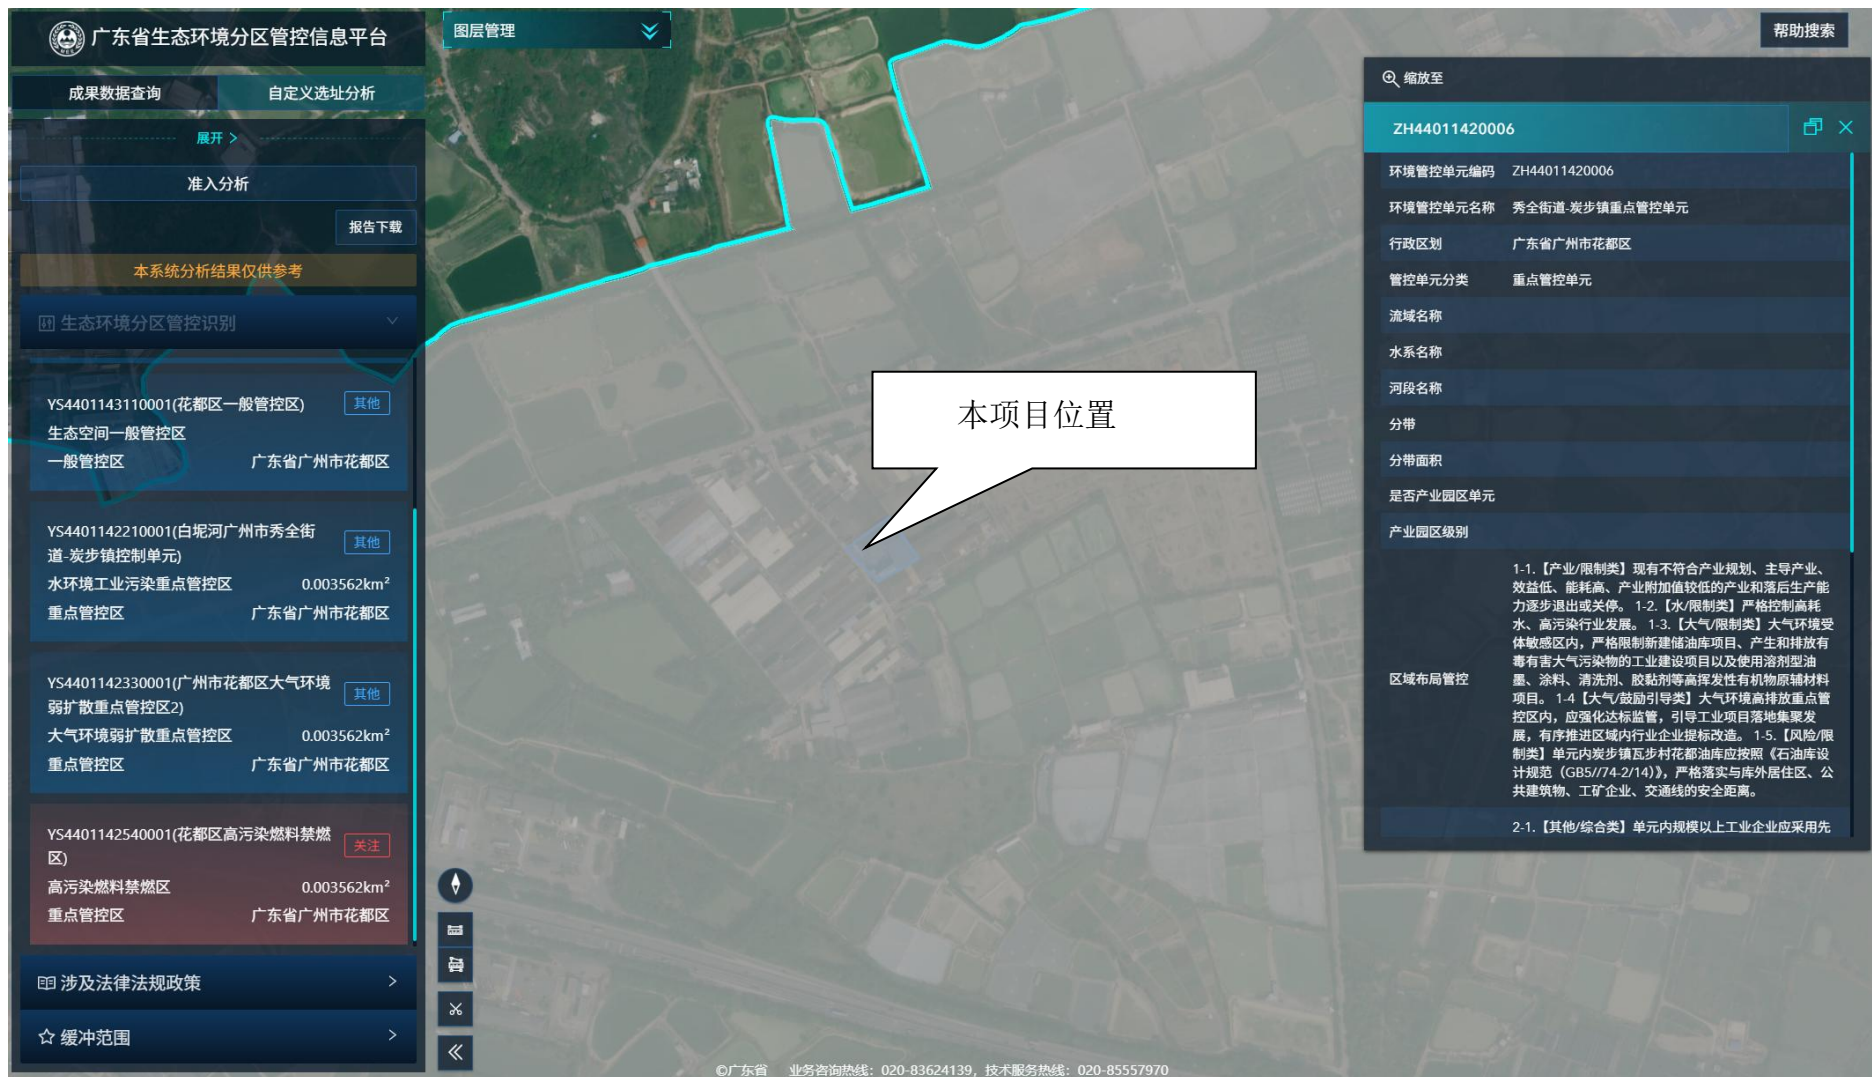 广东省生态环境分区管控信息平台
成果数据查询
自定义选址分析
展开 >
准入分析
报告下载
本系统分析结果仅供参考
生态环境分区管控识别
YS4401143110001(花都区一般管控区)
其他
生态空间一般管控区
一般管控区
广东省广州市花都区
YS4401142210001(白坭河广州市秀全街
道-炭步镇控制单元)
其他
水环境工业污染重点管控区
0.003562km²
重点管控区
广东省广州市花都区
YS4401142330001(广州市花都区大气环境
弱扩散重点管控区2)
其他
大气环境弱扩散重点管控区
0.003562km²
重点管控区
广东省广州市花都区
YS4401142540001(花都区高污染燃料禁燃
区)
关注
高污染燃料禁燃区
0.003562km²
重点管控区
广东省广州市花都区
涉及法律法规政策
缓冲范围
图层管理
本项目位置
帮助搜索
缩放至
ZH44011420006
环境管控单元编码 ZH44011420006
环境管控单元名称 秀全街道-炭步镇重点管控单元
行政区划 广东省广州市花都区
管控单元分类 重点管控单元
流域名称
水系名称
河段名称
分带
分带面积
是否产业园区单元
产业园区级别
区域布局管控
1-1.【产业/限制类】现有不符合产业规划、主导产业、
效益低、能耗高、产业附加值较低的产业和落后生产能
力逐步退出或关停。 1-2.【水/限制类】严格控制高耗
水、高污染行业发展。 1-3.【大气/限制类】大气环境受
体敏感区内，严格限制新建储油库项目、产生和排放有
毒有害大气污染物的工业建设项目以及使用溶剂型油
墨、涂料、清洗剂、胶黏剂等高挥发性有机物原辅材料
项目。 1-4【大气/鼓励引导类】大气环境高排放重点管
控区内，应强化达标监管，引导工业项目落地集聚发
展，有序推进区域内行业企业提标改造。 1-5.【风险/限
制类】单元内炭步镇瓦步村花都油库应按照《石油库设
计规范（GB5//74-2/14)》，严格落实与库外居住区、公
共建筑物、工矿企业、交通线的安全距离。
2-1.【其他/综合类】单元内规模以上工业企业应采用先
©广东省 业务咨询热线：020-83624139，技术服务热线：020-85557970